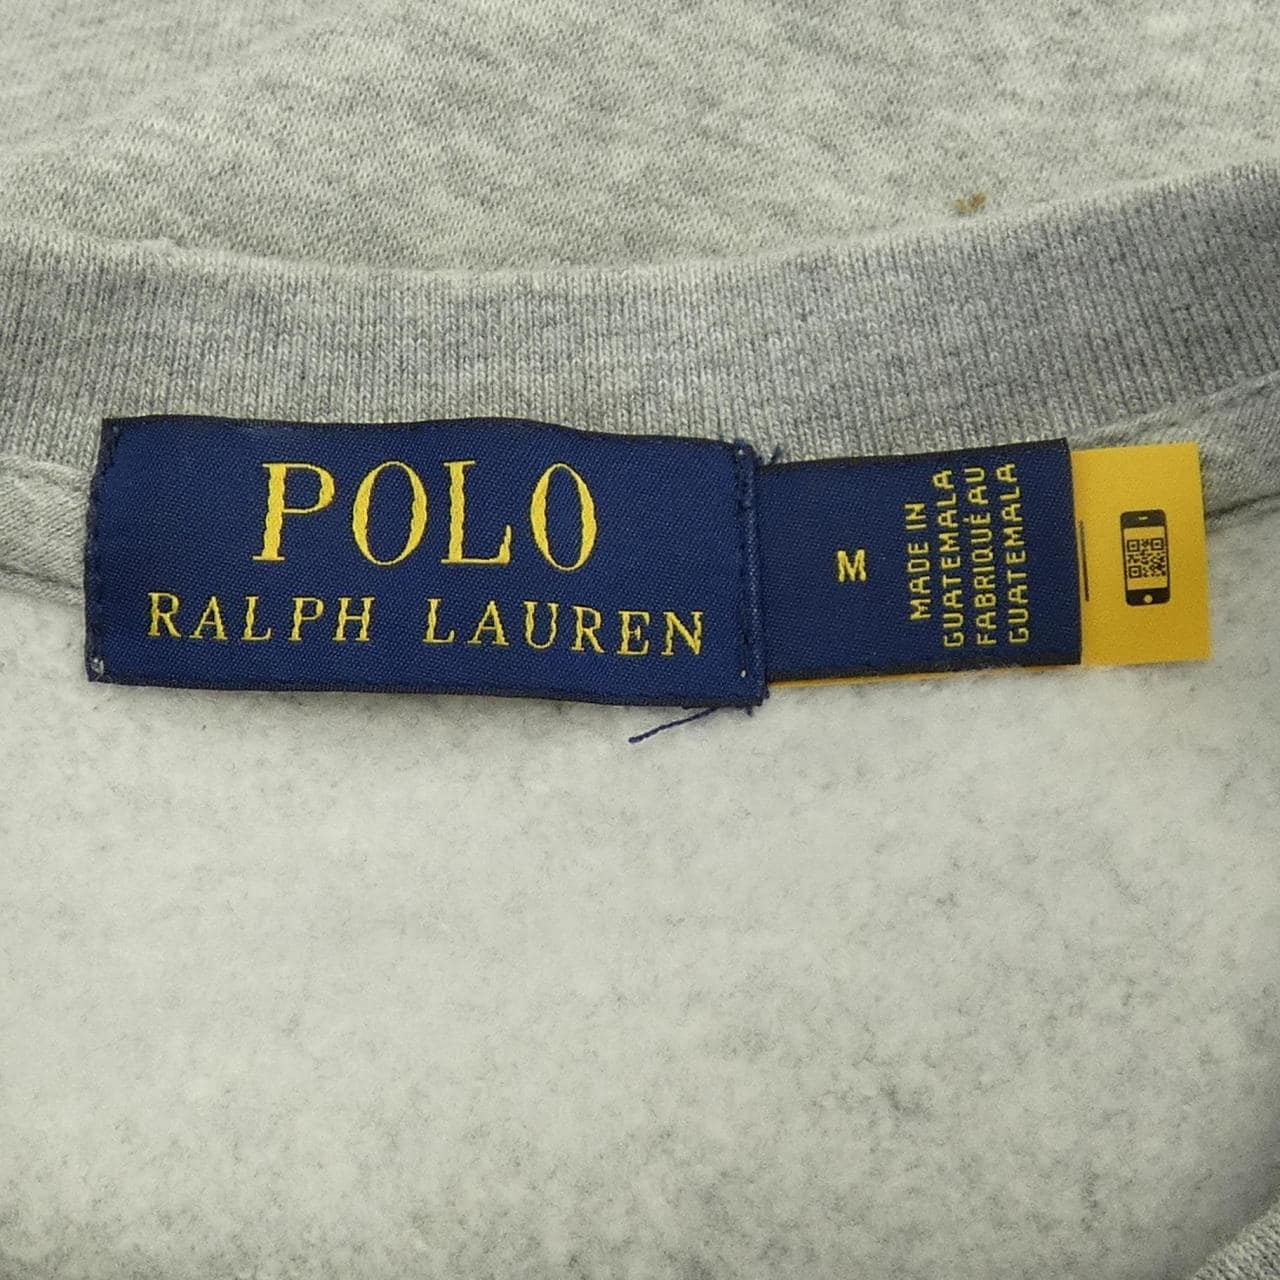 POLO
RALPH LAUREN
M
MADE IN
GUATEMALA
FABRIQUÉ AU
GUATEMALA